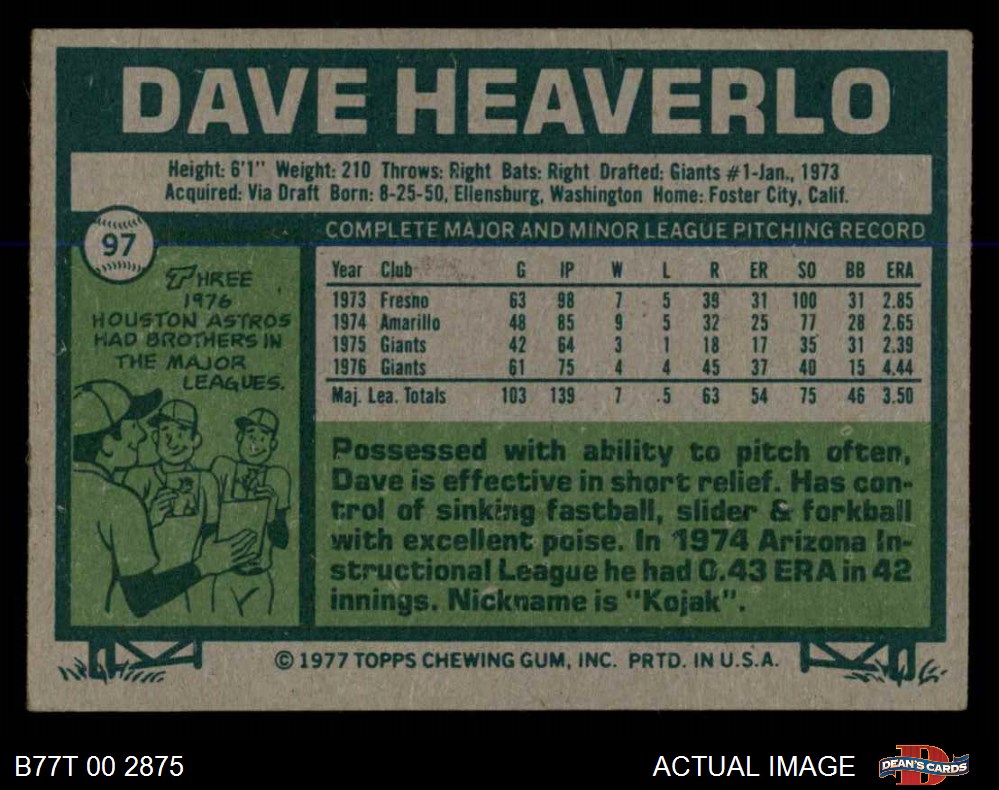 DAVE HEAVERLO
Height: 6'1" Weight: 210 Throws: Right Bats: Right Drafted: Giants #1-Jan., 1973
Acquired: Via Draft Born: 8-25-50, Ellensburg, Washington Home: Foster City, Calif.
97
THREE
1976
HOUSTON ASTROS
HAD BROTHERS IN
THE MAJOR
LEAGUES.
COMPLETE MAJOR AND MINOR LEAGUE PITCHING RECORD
Year Club G IP W L R ER SO BB ERA
1973 Fresno 63 98 7 5 39 31 100 31 2.85
1974 Amarillo 48 85 9 5 32 25 77 28 2.65
1975 Giants 42 64 3 1 18 17 35 31 2.39
1976 Giants 61 75 4 4 45 37 40 15 4.44
Maj. Lea. Totals 103 139 7 5 63 54 75 46 3.50
Possessed with ability to pitch often,
Dave is effective in short relief. Has con-
trol of sinking fastball, slider & forkball
with excellent poise. In 1974 Arizona In-
structional League he had 0.43 ERA in 42
innings. Nickname is "Kojak".
© 1977 TOPPS CHEWING GUM, INC. PRTD. IN U.S.A.
B77T 00 2875
ACTUAL IMAGE
D
DEAN'S CARDS